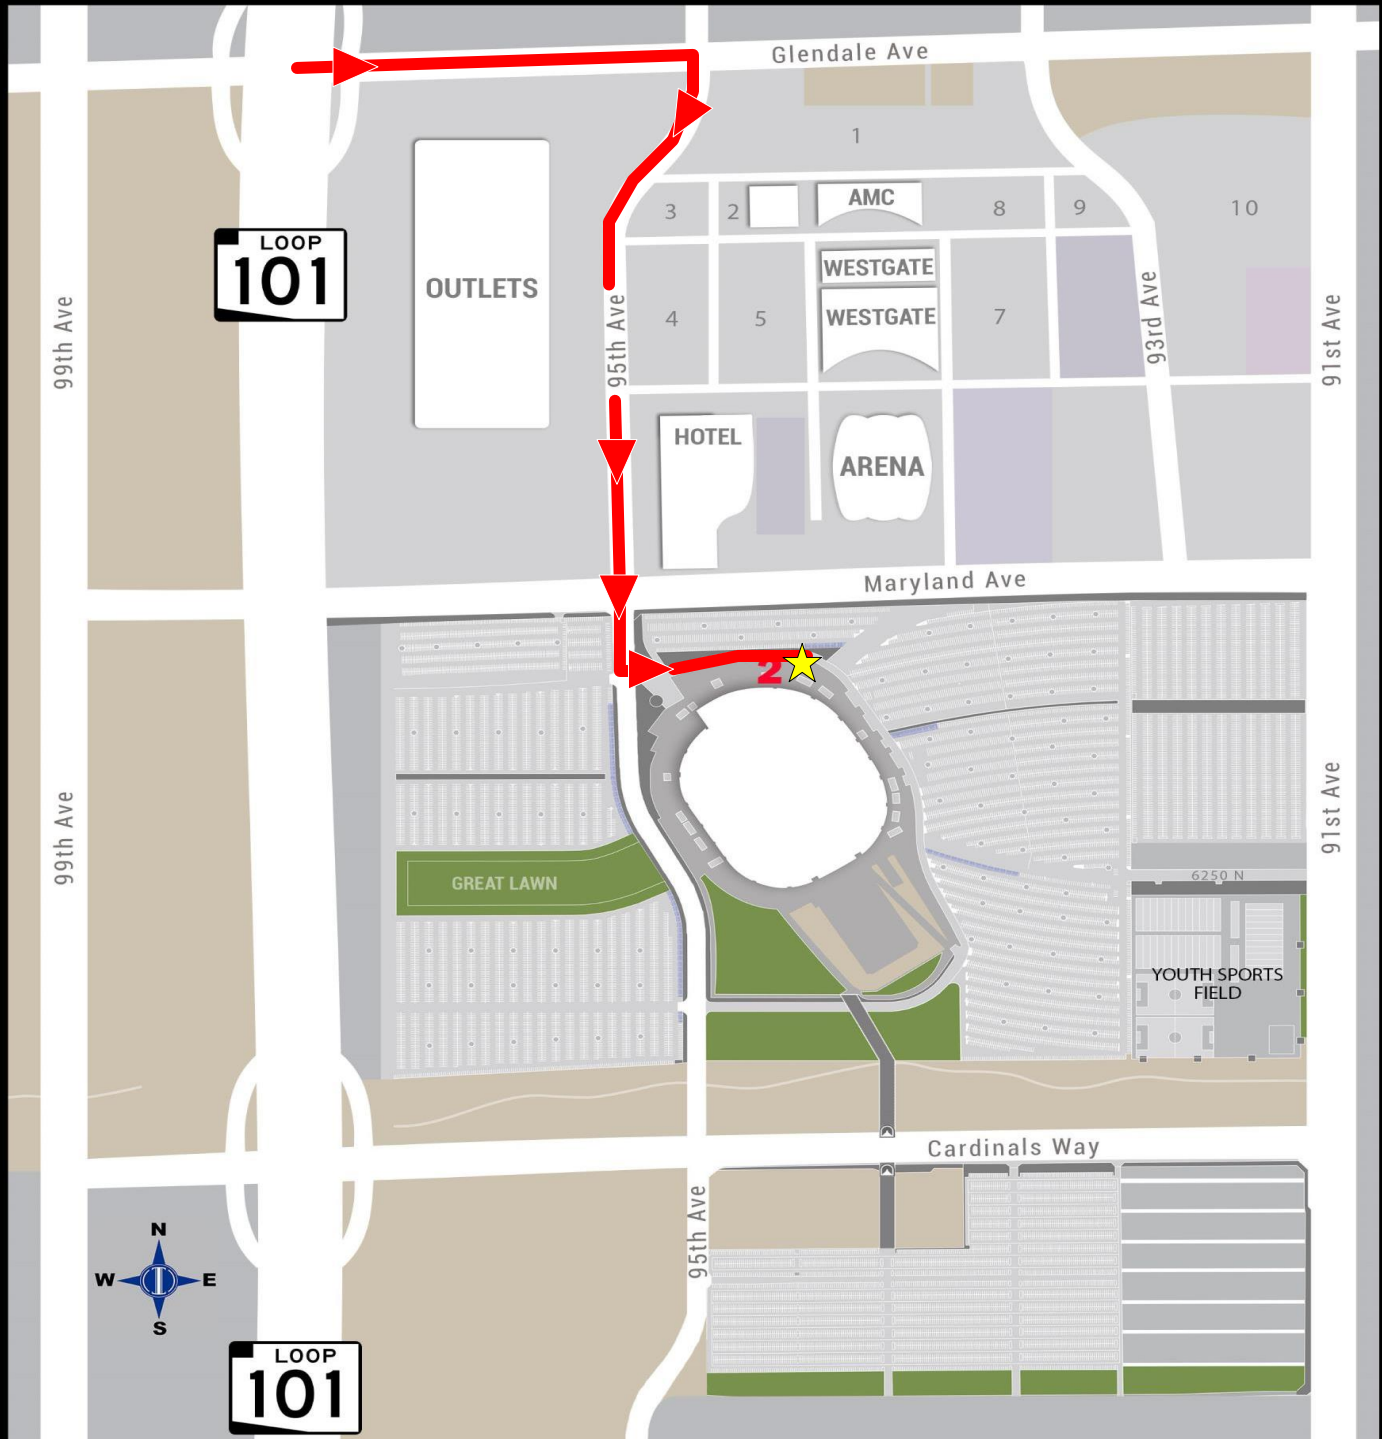 Glendale Ave
1
AMC
3
2
8
9
10
LOOP
101
WESTGATE
OUTLETS
WESTGATE
4
5
7
99th Ave
95th Ave
93rd Ave
91st Ave
HOTEL
ARENA
Maryland Ave
2
99th Ave
91st Ave
GREAT LAWN
6250 N
YOUTH SPORTS
FIELD
Cardinals Way
95th Ave
N
W
E
S
LOOP
101